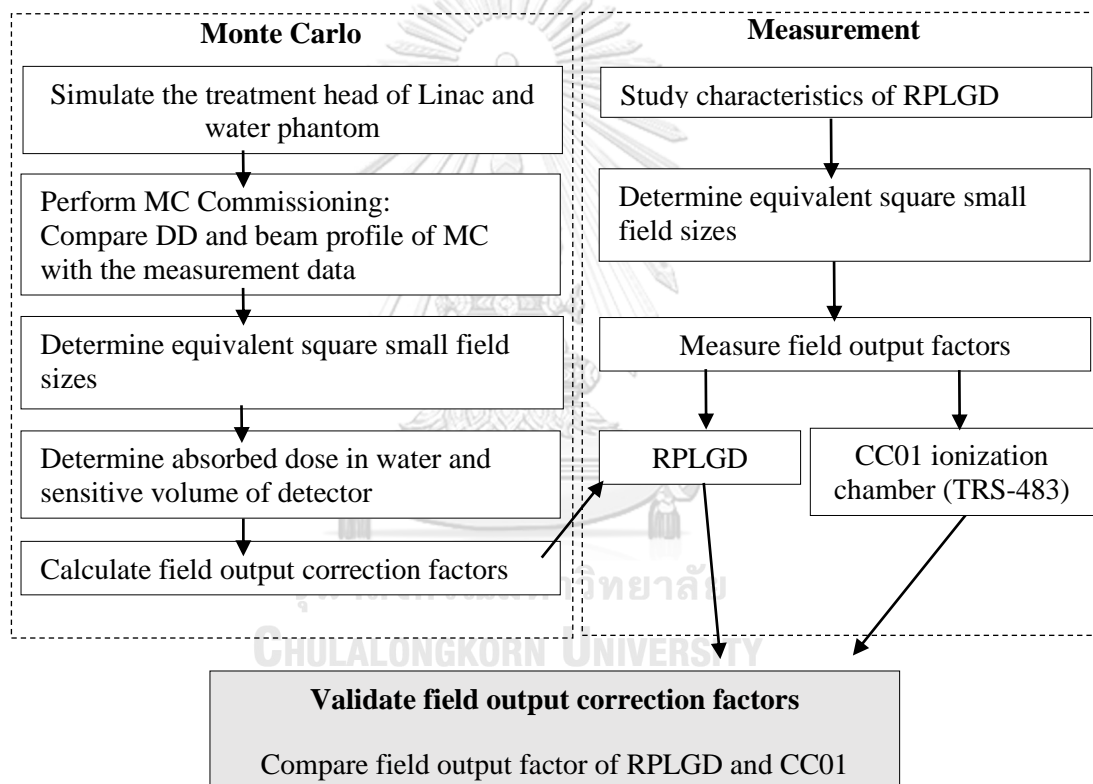 Monte Carlo
Simulate the treatment head of Linac and
water phantom
Perform MC Commissioning:
Compare DD and beam profile of MC
with the measurement data
Determine equivalent square small field
sizes
Determine absorbed dose in water and
sensitive volume of detector
Calculate field output correction factors
Measurement
Study characteristics of RPLGD
Determine equivalent square small
field sizes
Measure field output factors
RPLGD
CC01 ionization
chamber (TRS-483)
CHULALONGKORN UNIVERSITY
Validate field output correction factors
Compare field output factor of RPLGD and CC01